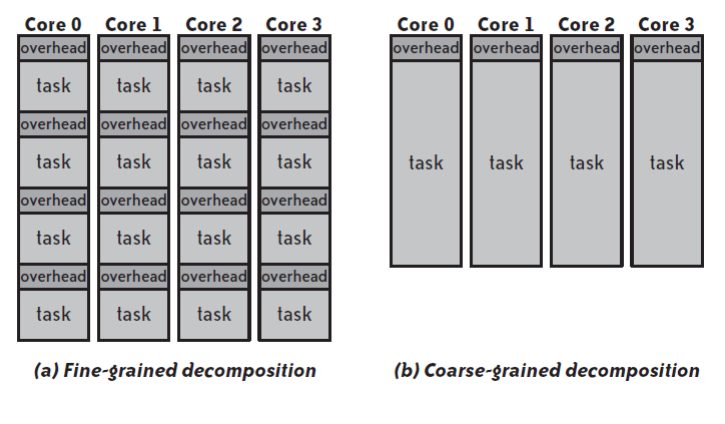 Core 0 Core 1 Core 2 Core 3
overhead overhead overhead overhead
task task task task
overhead overhead overhead overhead
task task task task
overhead overhead overhead overhead
task task task task
overhead overhead overhead overhead
task task task task
(a) Fine-grained decomposition
Core 0 Core 1 Core 2 Core 3
overhead overhead overhead overhead
task task task task
(b) Coarse-grained decomposition